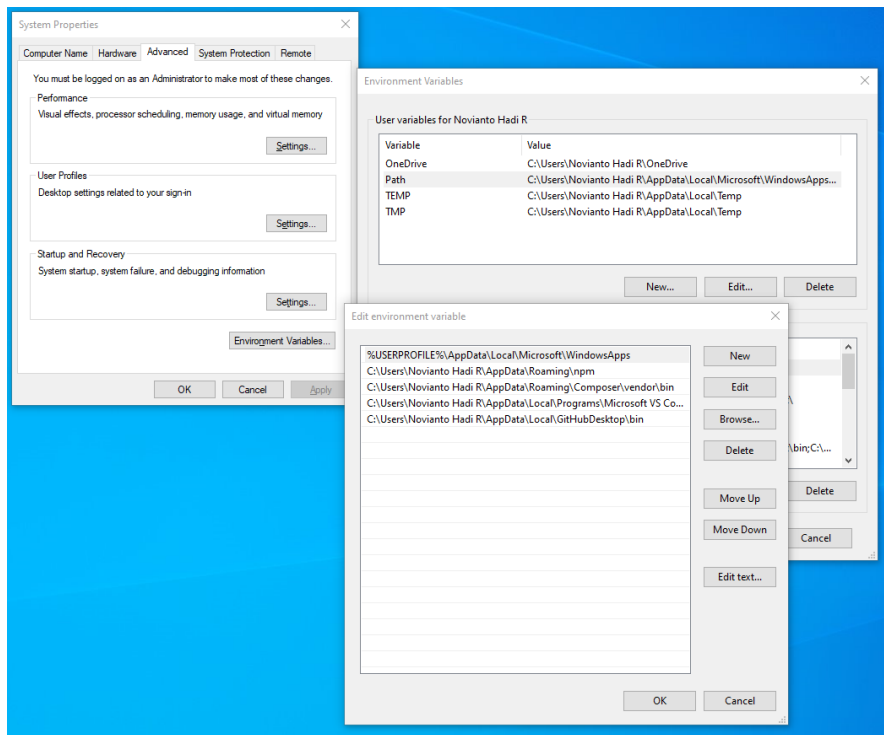 System Properties
Computer Name Hardware Advanced System Protection Remote
You must be logged on as an Administrator to make most of these changes.
Performance
Visual effects, processor scheduling, memory usage, and virtual memory
Settings...
User Profiles
Desktop settings related to your sign-in
Settings...
Startup and Recovery
System startup, system failure, and debugging information
Settings...
Environment Variables...
OK Cancel Apply
Environment Variables
User variables for Novianto Hadi R
Variable Value
OneDrive C:\Users\Novianto Hadi R\OneDrive
Path C:\Users\Novianto Hadi R\AppData\Local\Microsoft\WindowsApps...
TEMP C:\Users\Novianto Hadi R\AppData\Local\Temp
TMP C:\Users\Novianto Hadi R\AppData\Local\Temp
New... Edit... Delete
\
\bin;C:\...
Delete
Cancel
Edit environment variable
%USERPROFILE%\AppData\Local\Microsoft\WindowsApps
C:\Users\Novianto Hadi R\AppData\Roaming\npm
C:\Users\Novianto Hadi R\AppData\Roaming\Composer\vendor\bin
C:\Users\Novianto Hadi R\AppData\Local\Programs\Microsoft VS Co...
C:\Users\Novianto Hadi R\AppData\Local\GitHubDesktop\bin
New
Edit
Browse...
Delete
Move Up
Move Down
Edit text...
OK Cancel